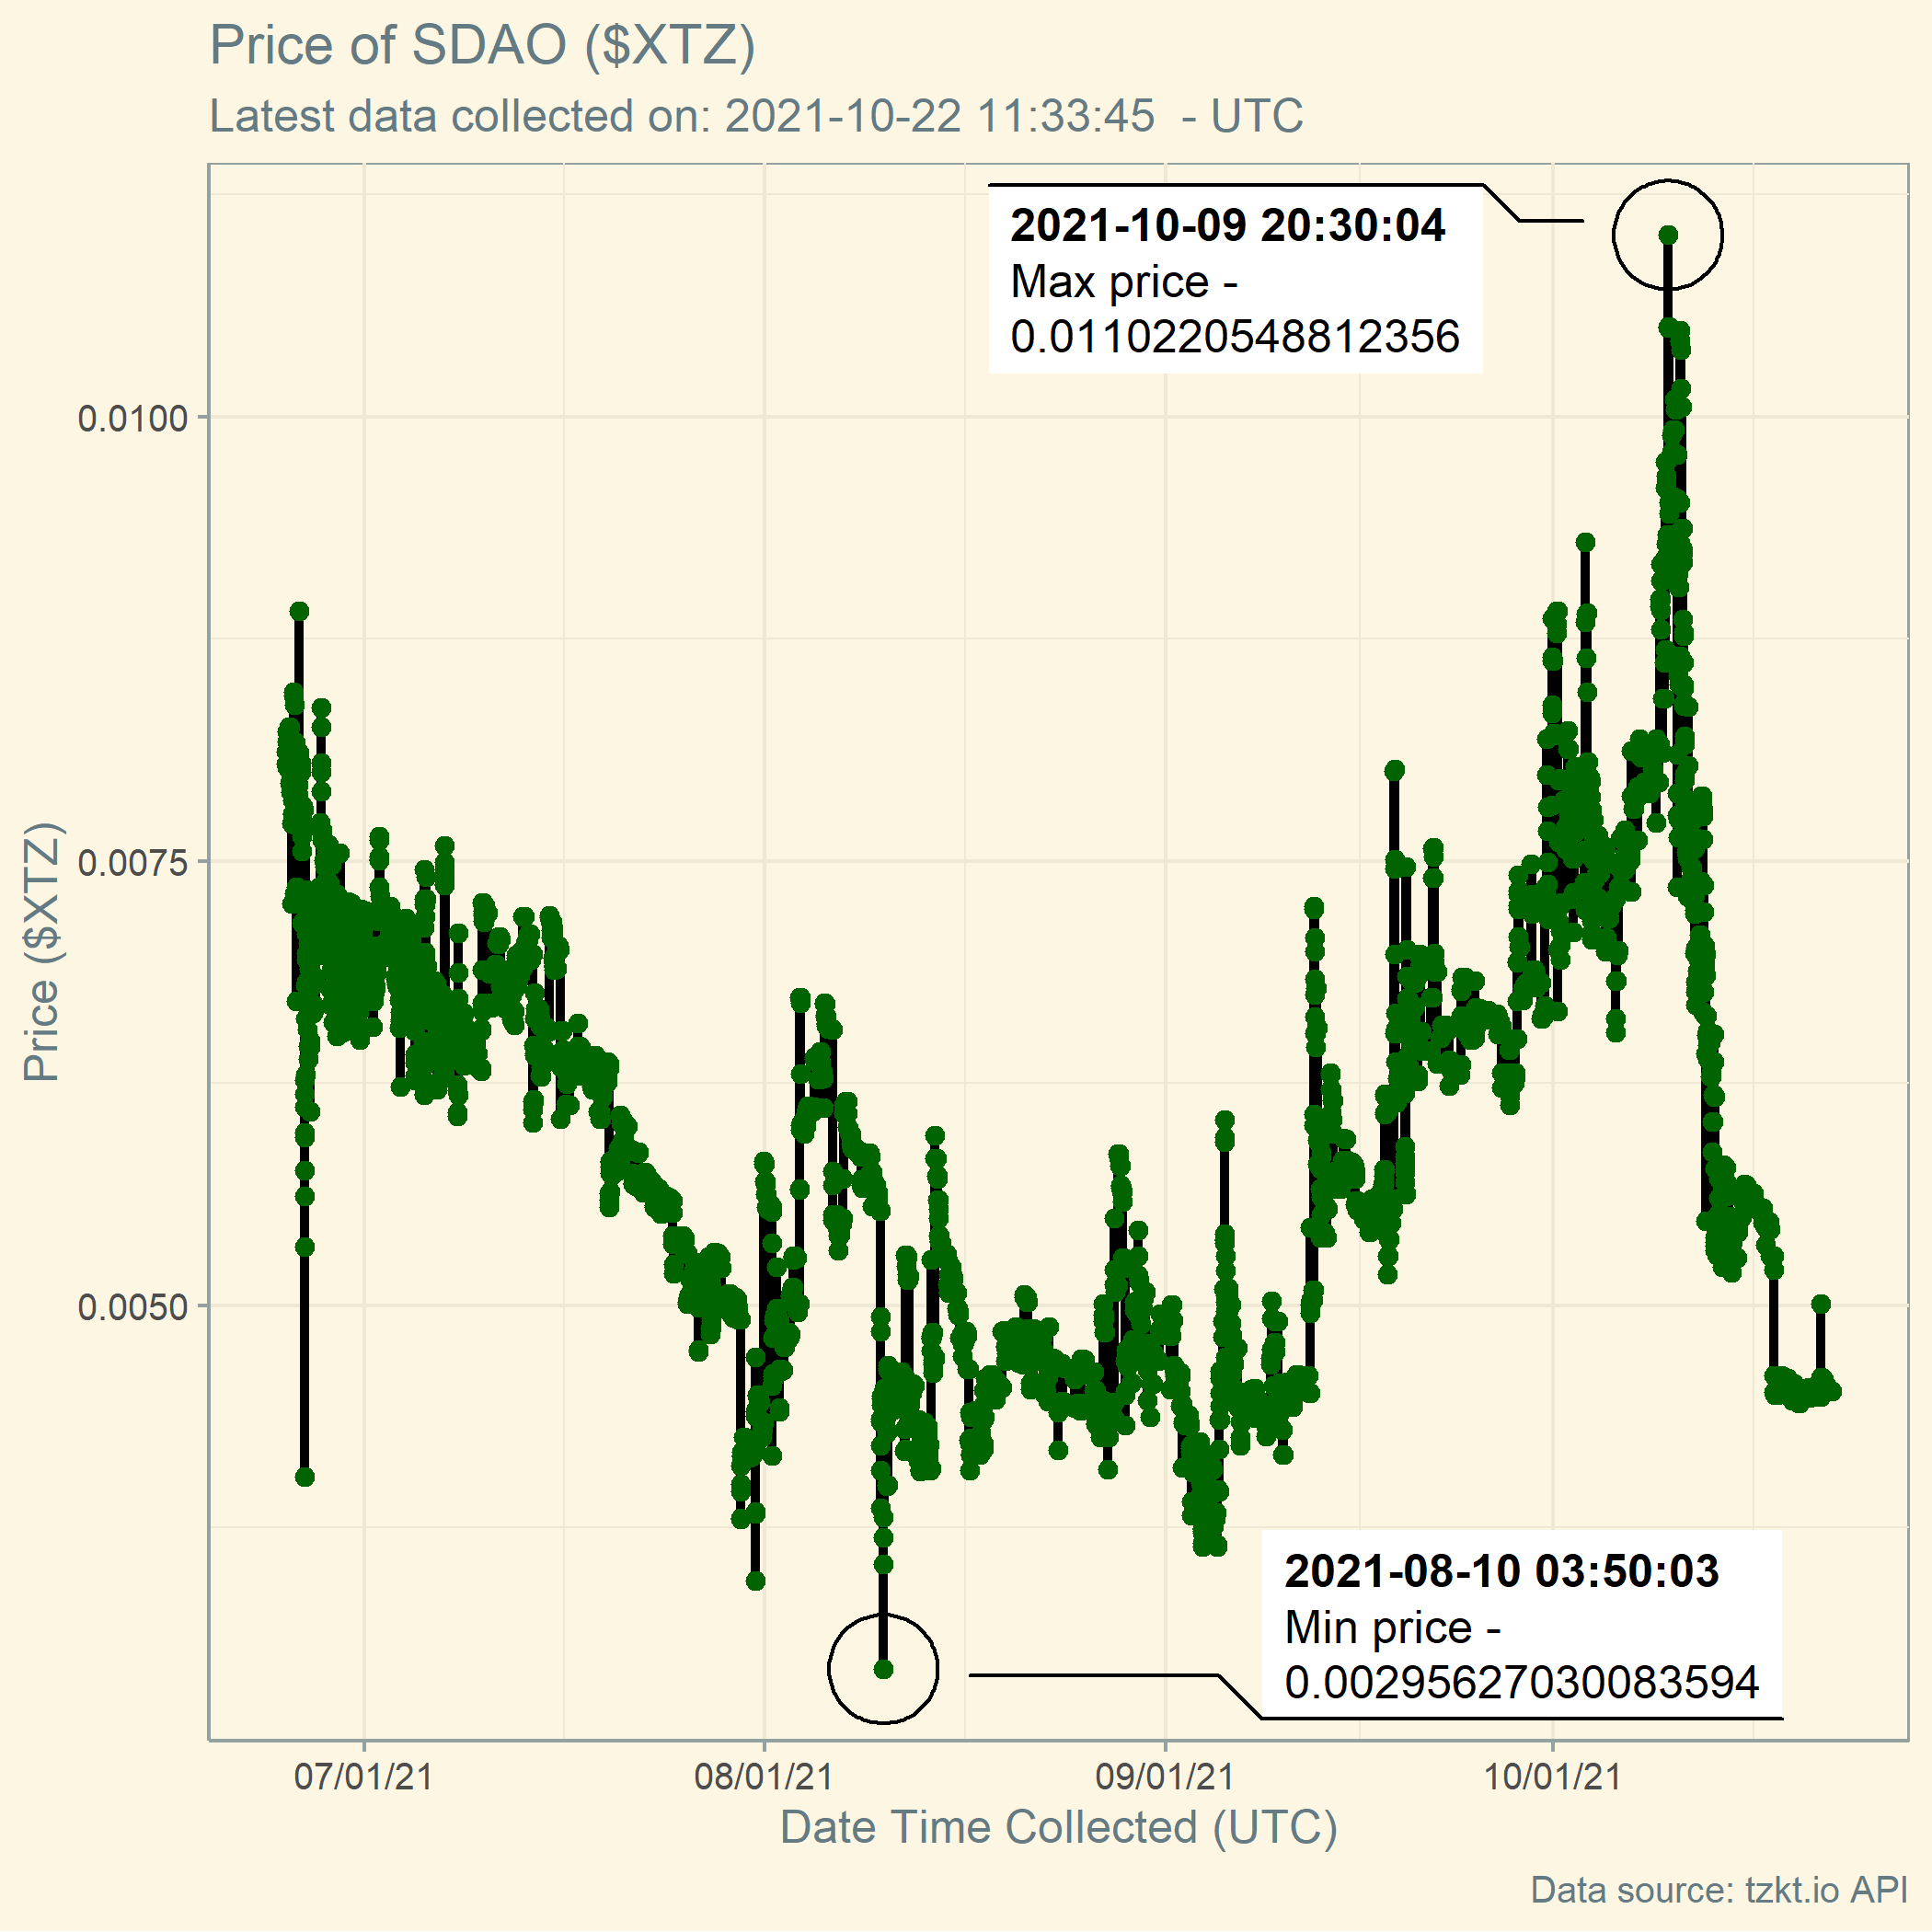 Price of SDAO ($XTZ)
Latest data collected on: 2021-10-22 11:33:45  - UTC
2021-10-09 20:30:04
Max price -
0.0110220548812356
0.0100
0.0075
0.0050
Price ($XTZ)
2021-08-10 03:50:03
Min price -
0.00295627030083594
07/01/21
08/01/21
09/01/21
10/01/21
Date Time Collected (UTC)
Data source: tzkt.io API